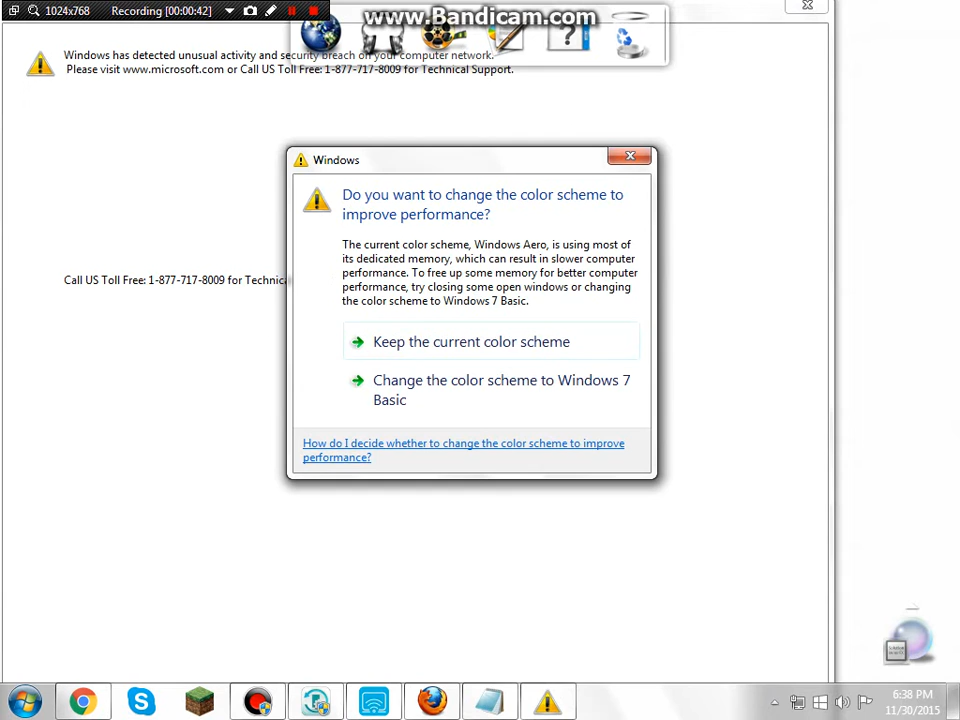 1024x768 Recording [00:00:42]
www.Bandicam.com
Windows has detected unusual activity and security breach on your computer network.
Please visit www.microsoft.com or Call US Toll Free: 1-877-717-8009 for Technical Support.
Windows
Do you want to change the color scheme to
improve performance?
The current color scheme, Windows Aero, is using most of
its dedicated memory, which can result in slower computer
performance. To free up some memory for better computer
performance, try closing some open windows or changing
the color scheme to Windows 7 Basic.
Call US Toll Free: 1-877-717-8009 for Technica
Keep the current color scheme
Change the color scheme to Windows 7
Basic
How do I decide whether to change the color scheme to improve
performance?
6:38 PM
11/30/2015